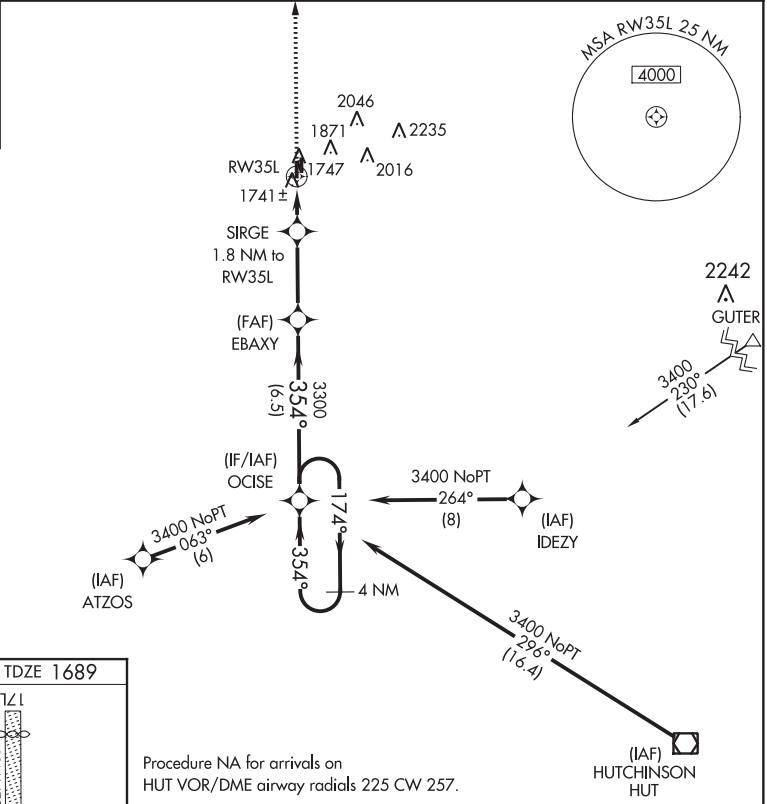 MSA RW35L 25 NM
4000
2046
1871
2235
RW35L
1747
2016
1741±
SIRGE
1.8 NM to
RW35L
2242
GUTER
(FAF)
EBAXY
3400
230°
(17.6)
3300
354°
(6.5)
(IF/IAF)
OCISE
174°
3400 NoPT
264°
(8)
(IAF)
IDEZY
3400 NoPT
063°
(6)
354°
(IAF)
ATZOS
4 NM
3400 NoPT
296°
(16.4)
TDZE 1689
17L
(IAF)
HUTCHINSON
HUT
Procedure NA for arrivals on
HUT VOR/DME airway radials 225 CW 257.